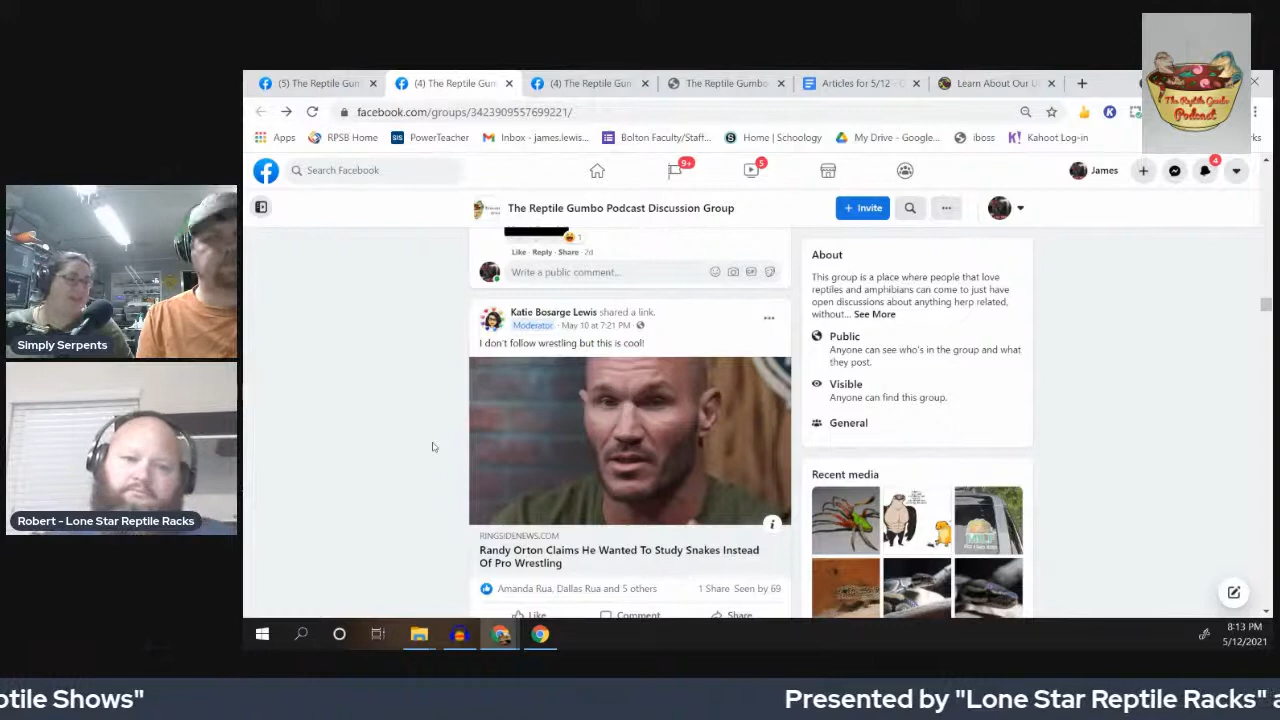 The Reptile Gumbo
Podcast
(5) The Reptile Gum
(4) The Reptile Gum
(4) The Reptile Gum
The Reptile Gumbo
Articles for 5/12 - G
Learn About Our U
facebook.com/groups/3423909557699221/
Apps
RPSB Home
PowerTeacher
Inbox - james.lewis...
Bolton Faculty/Staff...
Home | Schoology
My Drive - Google...
iboss
Kahoot Log-in
Search Facebook
9+
5
James
4
The Reptile Gumbo Podcast Discussion Group
+ Invite
1
Like · Reply · Share · 2d
Write a public comment...
Katie Bosarge Lewis shared a link.
Moderator · May 10 at 7:21 PM ·
I don't follow wrestling but this is cool!
RINGSIDENEWS.COM
Randy Orton Claims He Wanted To Study Snakes Instead
Of Pro Wrestling
Amanda Rua, Dallas Rua and 5 others
1 Share Seen by 69
Like
Comment
Share
About
This group is a place where people that love
reptiles and amphibians can come to just have
open discussions about anything herp related,
without... See More
Public
Anyone can see who's in the group and what
they post.
Visible
Anyone can find this group.
General
Recent media
Simply Serpents
Robert - Lone Star Reptile Racks
8:13 PM
5/12/2021
ptile Shows"
Presented by "Lone Star Reptile Racks" a